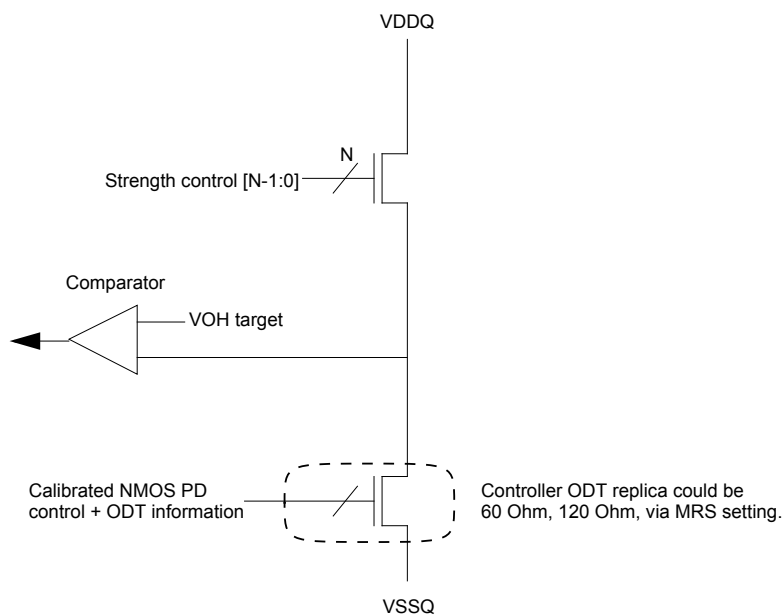 VDDQ
N
Strength control [N-1:0]
Comparator
VOH target
Calibrated NMOS PD
control + ODT information
Controller ODT replica could be
60 Ohm, 120 Ohm, via MRS setting.
VSSQ